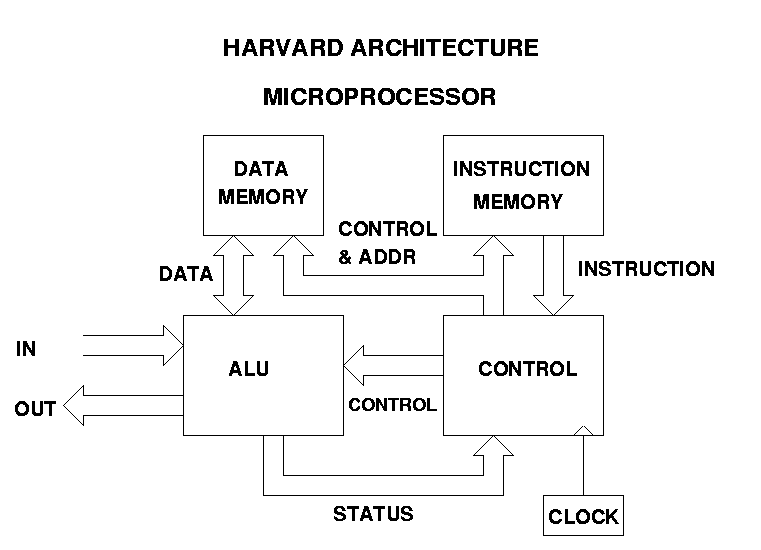 HARVARD ARCHITECTURE
MICROPROCESSOR
DATA
MEMORY
INSTRUCTION
MEMORY
CONTROL
& ADDR
DATA
INSTRUCTION
IN
ALU
CONTROL
OUT
CONTROL
STATUS
CLOCK